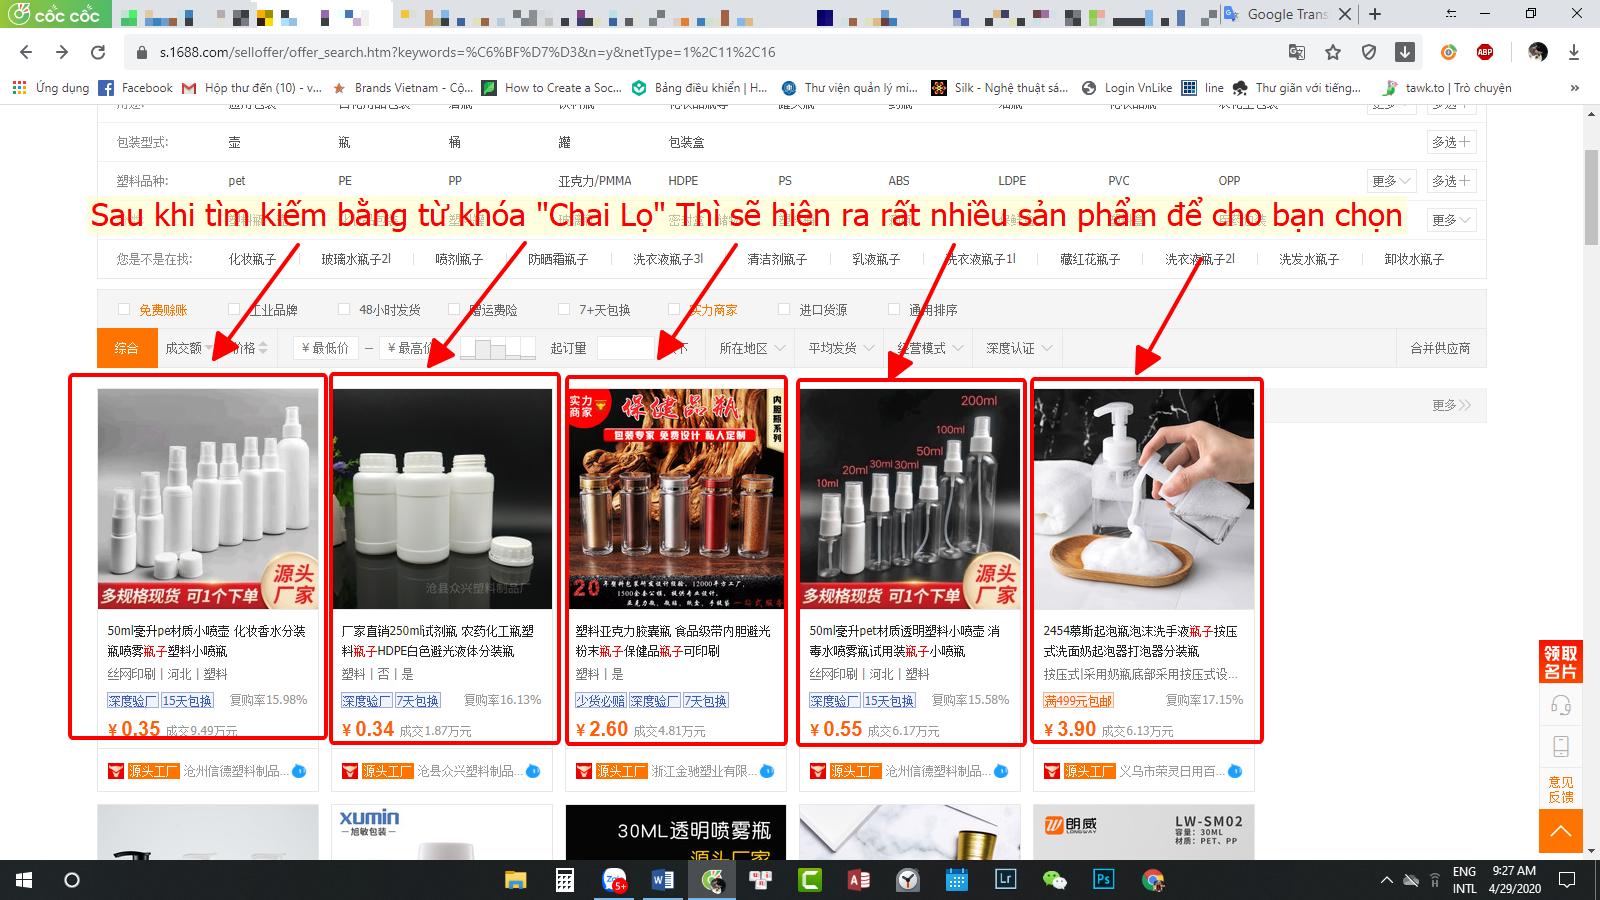 cốc cốc
Google Trans
s.1688.com/selloffer/offer_search.htm?keywords=%C6%BF%D7%D3&n=y&netType=1%2C11%2C16
ABP
Ứng dụng Facebook Hộp thư đến (10) - v... Brands Vietnam - Cộ... How to Create a Soc... Bảng điều khiển | H... Thư viện quản lý mi... Silk - Nghệ thuật sá... Login VnLike line Thư giãn với tiếng... tawk.to | Trò chuyện
包装型式: 壶 瓶 桶 罐 包装盒 多选
塑料品种: pet PE PP 亚克力/PMMA HDPE PS ABS LDPE PVC OPP 更多 多选
Sau khi tìm kiếm bằng từ khóa "Chai Lọ" Thì sẽ hiện ra rất nhiều sản phẩm để cho bạn chọn
更多
您是不是在找: 化妆瓶子 玻璃水瓶子2l 喷剂瓶子 防晒霜瓶子 洗衣液瓶子3l 清洁剂瓶子 乳液瓶子 洗衣液瓶子1l 藏红花瓶子 洗衣液瓶子2l 洗发水瓶子 卸妆水瓶子
免费赊账 工业品牌 48小时发货 赠运费险 7+天包换 实力商家 进口货源 通用排序
综合 成交额 价格 ¥ 最低价 – ¥ 最高价 起订量 以下 所在地区 平均发货 经营模式 深度认证 合并供应商
更多
多规格现货 可1个下单
源头
厂家
50ml毫升pe材质小喷壶 化妆香水分装
瓶喷雾瓶子塑料小喷瓶
丝网印刷 | 河北 | 塑料
深度验厂 15天包换 复购率15.98%
¥ 0.35 成交9.49万元
源头工厂 沧州信德塑料制品...
沧县众兴塑料制品厂
厂家直销250ml试剂瓶 农药化工瓶塑
料瓶子HDPE白色避光液体分装瓶
塑料 | 否 | 是
深度验厂 7天包换 复购率16.13%
¥ 0.34 成交1.87万元
源头工厂 沧县众兴塑料制品...
实力
商家
保健品瓶
内胆瓶系列
包装专家 免费设计 私人定制
20
塑料亚克力胶囊瓶 食品级带内胆避光
粉末瓶子保健品瓶子可印刷
塑料 | 是
少货必赔 深度验厂 7天包换
¥ 2.60 成交4.81万元
源头工厂 浙江金驰塑业有限...
200ml
100ml
50ml
30ml 30ml
20ml
10ml
多规格现货 可1个下单
源头
厂家
50ml毫升pet材质透明塑料小喷壶 消
毒水喷雾瓶试用装瓶子小喷瓶
丝网印刷 | 河北 | 塑料
深度验厂 15天包换 复购率15.58%
¥ 0.55 成交6.17万元
源头工厂 沧州信德塑料制品...
2454慕斯起泡瓶泡沫洗手液瓶子按压
式洗面奶起泡器打泡器分装瓶
按压式|采用奶瓶底部采用按压式设...
满499元包邮 复购率17.15%
¥ 3.90 成交6.13万元
源头工厂 义乌市荣灵日用百...
领取
名片
意见
反馈
xumin
旭敏包装
30ML透明喷雾瓶
源头厂家
朗威
LONGWAY
LW-SM02
容量: 30ML
材质: PET、PP
5+
Lr
Ps
ENG
INTL
9:27 AM
4/29/2020